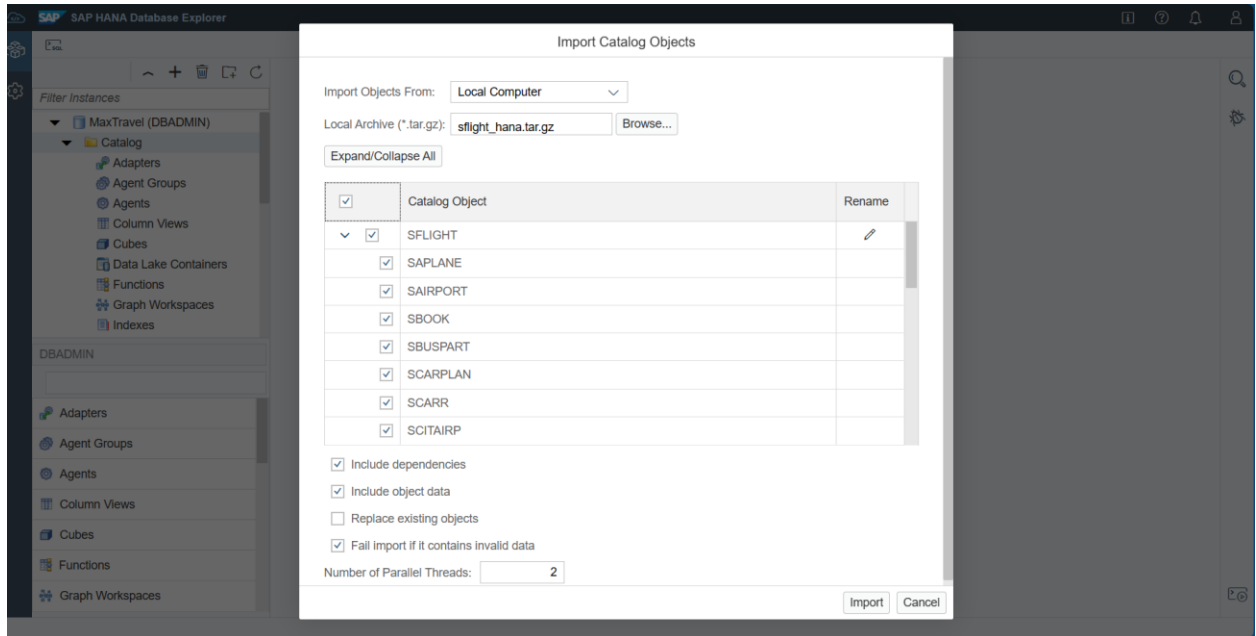 SAP SAP HANA Database Explorer
Filter Instances
MaxTravel (DBADMIN)
Catalog
Adapters
Agent Groups
Agents
Column Views
Cubes
Data Lake Containers
Functions
Graph Workspaces
Indexes
DBADMIN
Adapters
Agent Groups
Agents
Column Views
Cubes
Functions
Graph Workspaces
Import Catalog Objects
Import Objects From: Local Computer
Local Archive (*.tar.gz): sflight_hana.tar.gz Browse...
Expand/Collapse All
Catalog Object Rename
SFLIGHT
SAPLANE
SAIRPORT
SBOOK
SBUSPART
SCARPLAN
SCARR
SCITAIRP
Include dependencies
Include object data
Replace existing objects
Fail import if it contains invalid data
Number of Parallel Threads: 2
Import Cancel